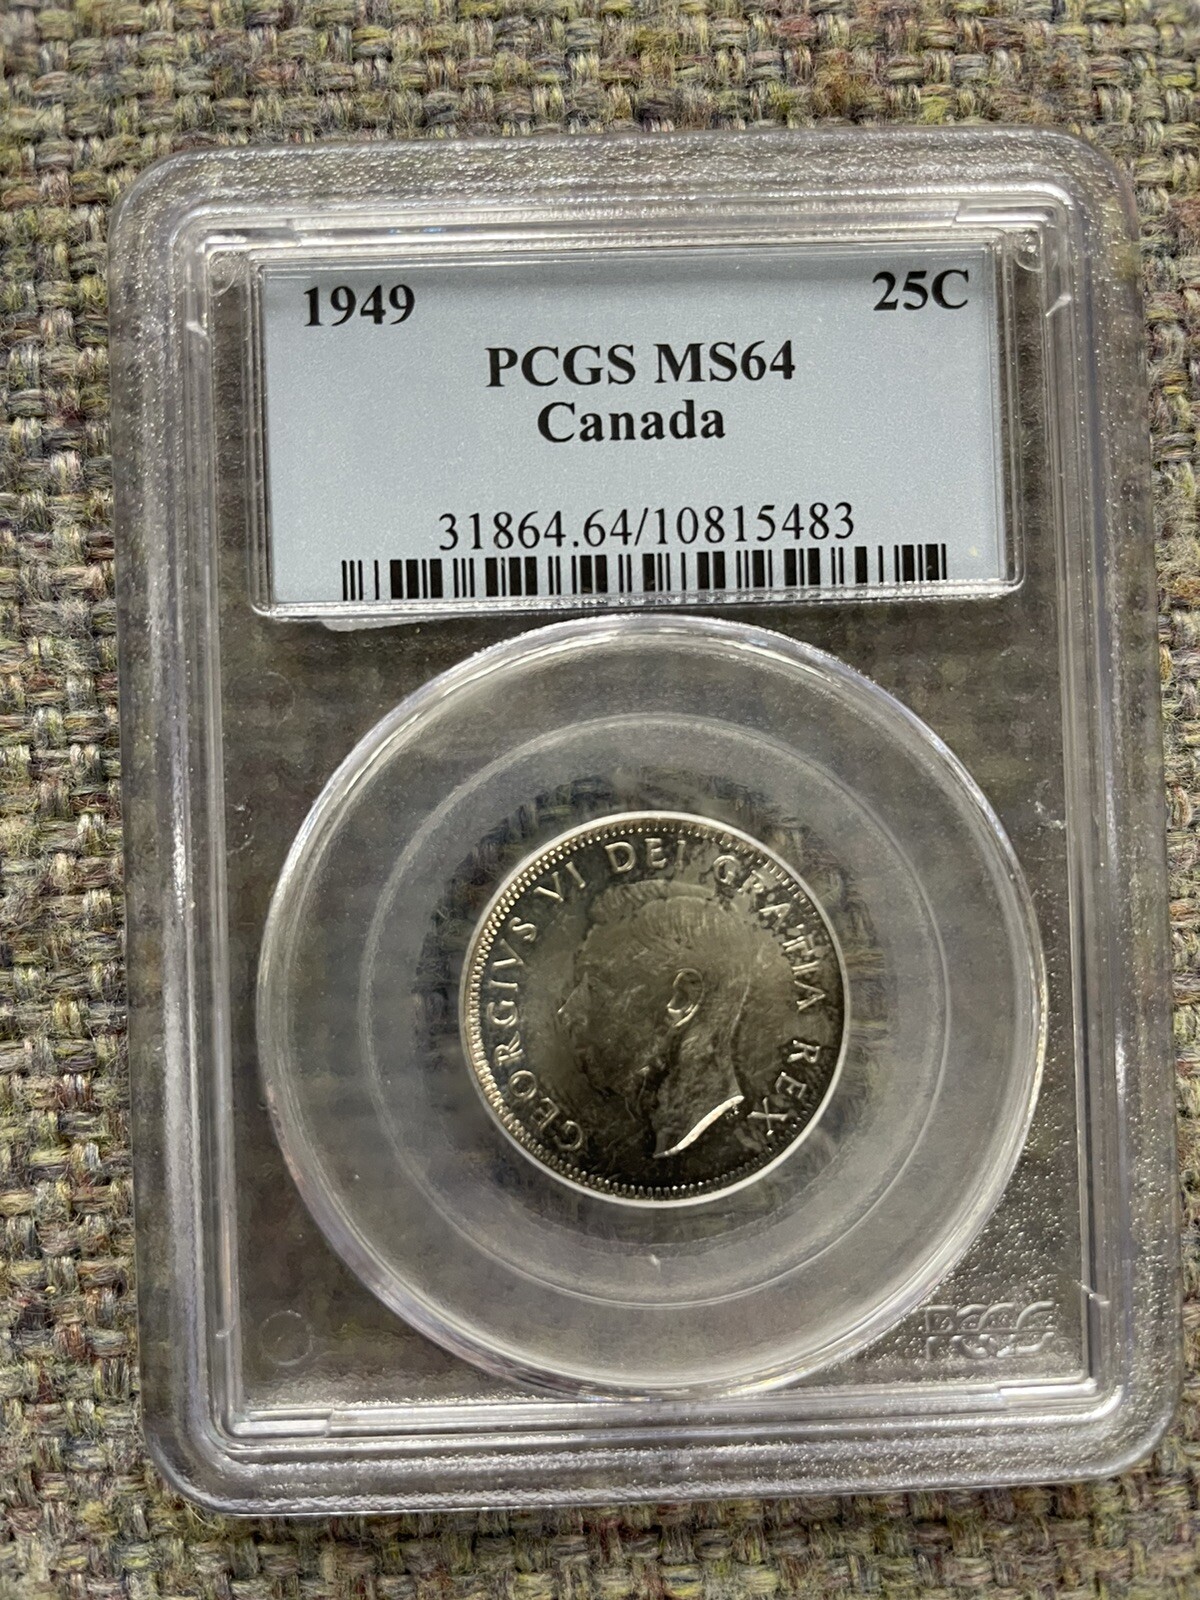 1949 25C
PCGS MS64
Canada
31864.64/10815483
GEORGIVS VI DEI GRATIA REX
PCGS